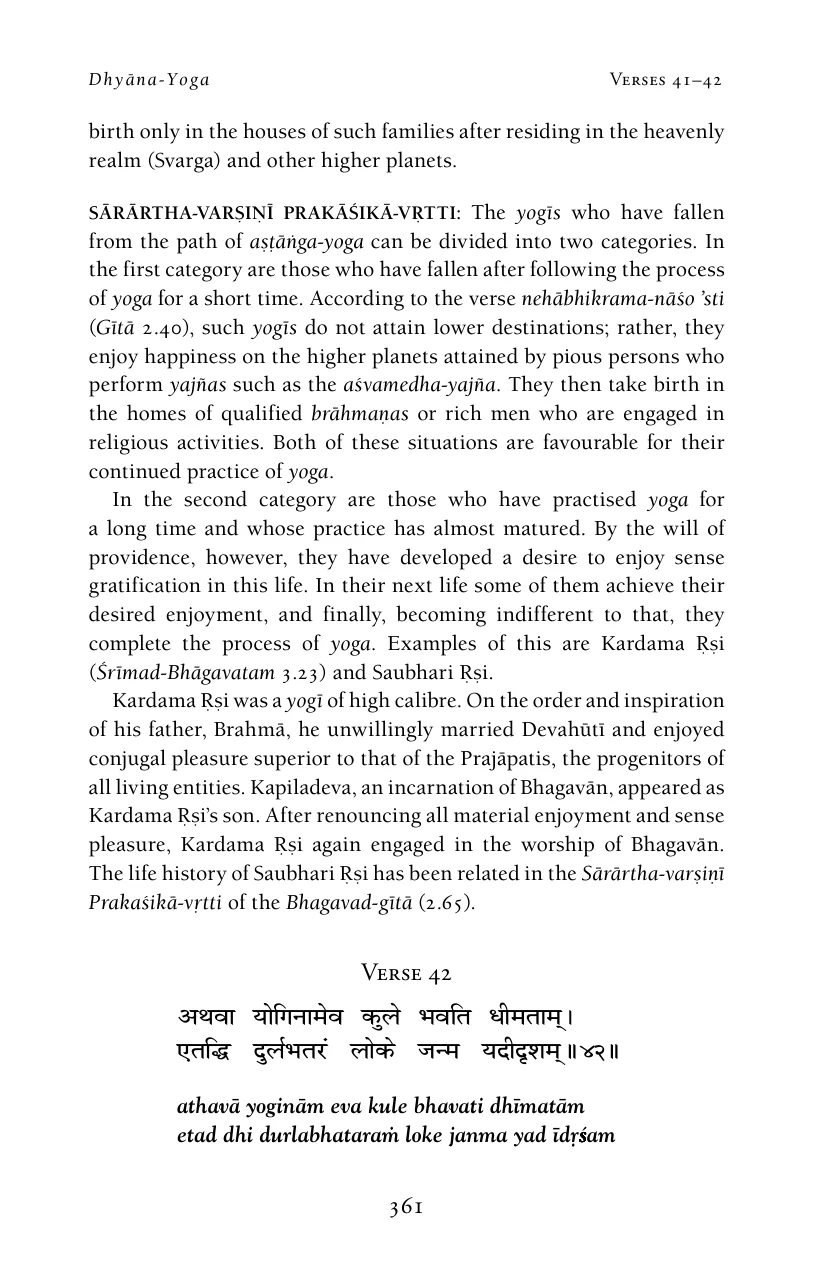 Dhyāna-Yoga Verses 41–42
birth only in the houses of such families after residing in the heavenly
realm (Svarga) and other higher planets.
SĀRĀRTHA-VARṢIṆĪ PRAKĀŚIKĀ-VṚTTI: The yogīs who have fallen
from the path of aṣṭāṅga-yoga can be divided into two categories. In
the first category are those who have fallen after following the process
of yoga for a short time. According to the verse nehābhikrama-nāśo ’sti
(Gītā 2.40), such yogīs do not attain lower destinations; rather, they
enjoy happiness on the higher planets attained by pious persons who
perform yajñas such as the aśvamedha-yajña. They then take birth in
the homes of qualified brāhmaṇas or rich men who are engaged in
religious activities. Both of these situations are favourable for their
continued practice of yoga.
In the second category are those who have practised yoga for
a long time and whose practice has almost matured. By the will of
providence, however, they have developed a desire to enjoy sense
gratification in this life. In their next life some of them achieve their
desired enjoyment, and finally, becoming indifferent to that, they
complete the process of yoga. Examples of this are Kardama Ṛṣi
(Śrīmad-Bhāgavatam 3.23) and Saubhari Ṛṣi.
Kardama Ṛṣi was a yogī of high calibre. On the order and inspiration
of his father, Brahmā, he unwillingly married Devahūtī and enjoyed
conjugal pleasure superior to that of the Prajāpatis, the progenitors of
all living entities. Kapiladeva, an incarnation of Bhagavān, appeared as
Kardama Ṛṣi’s son. After renouncing all material enjoyment and sense
pleasure, Kardama Ṛṣi again engaged in the worship of Bhagavān.
The life history of Saubhari Ṛṣi has been related in the Sārārtha-varṣiṇī
Prakaśikā-vṛtti of the Bhagavad-gītā (2.65).
Verse 42
अथवा योगिनामेव कुले भवति धीमताम्।
एतद्धि दुर्लभतरं लोके जन्म यदीदृशम्॥४२॥
athavā yoginām eva kule bhavati dhīmatām
etad dhi durlabhataraṁ loke janma yad īdṛśam
361